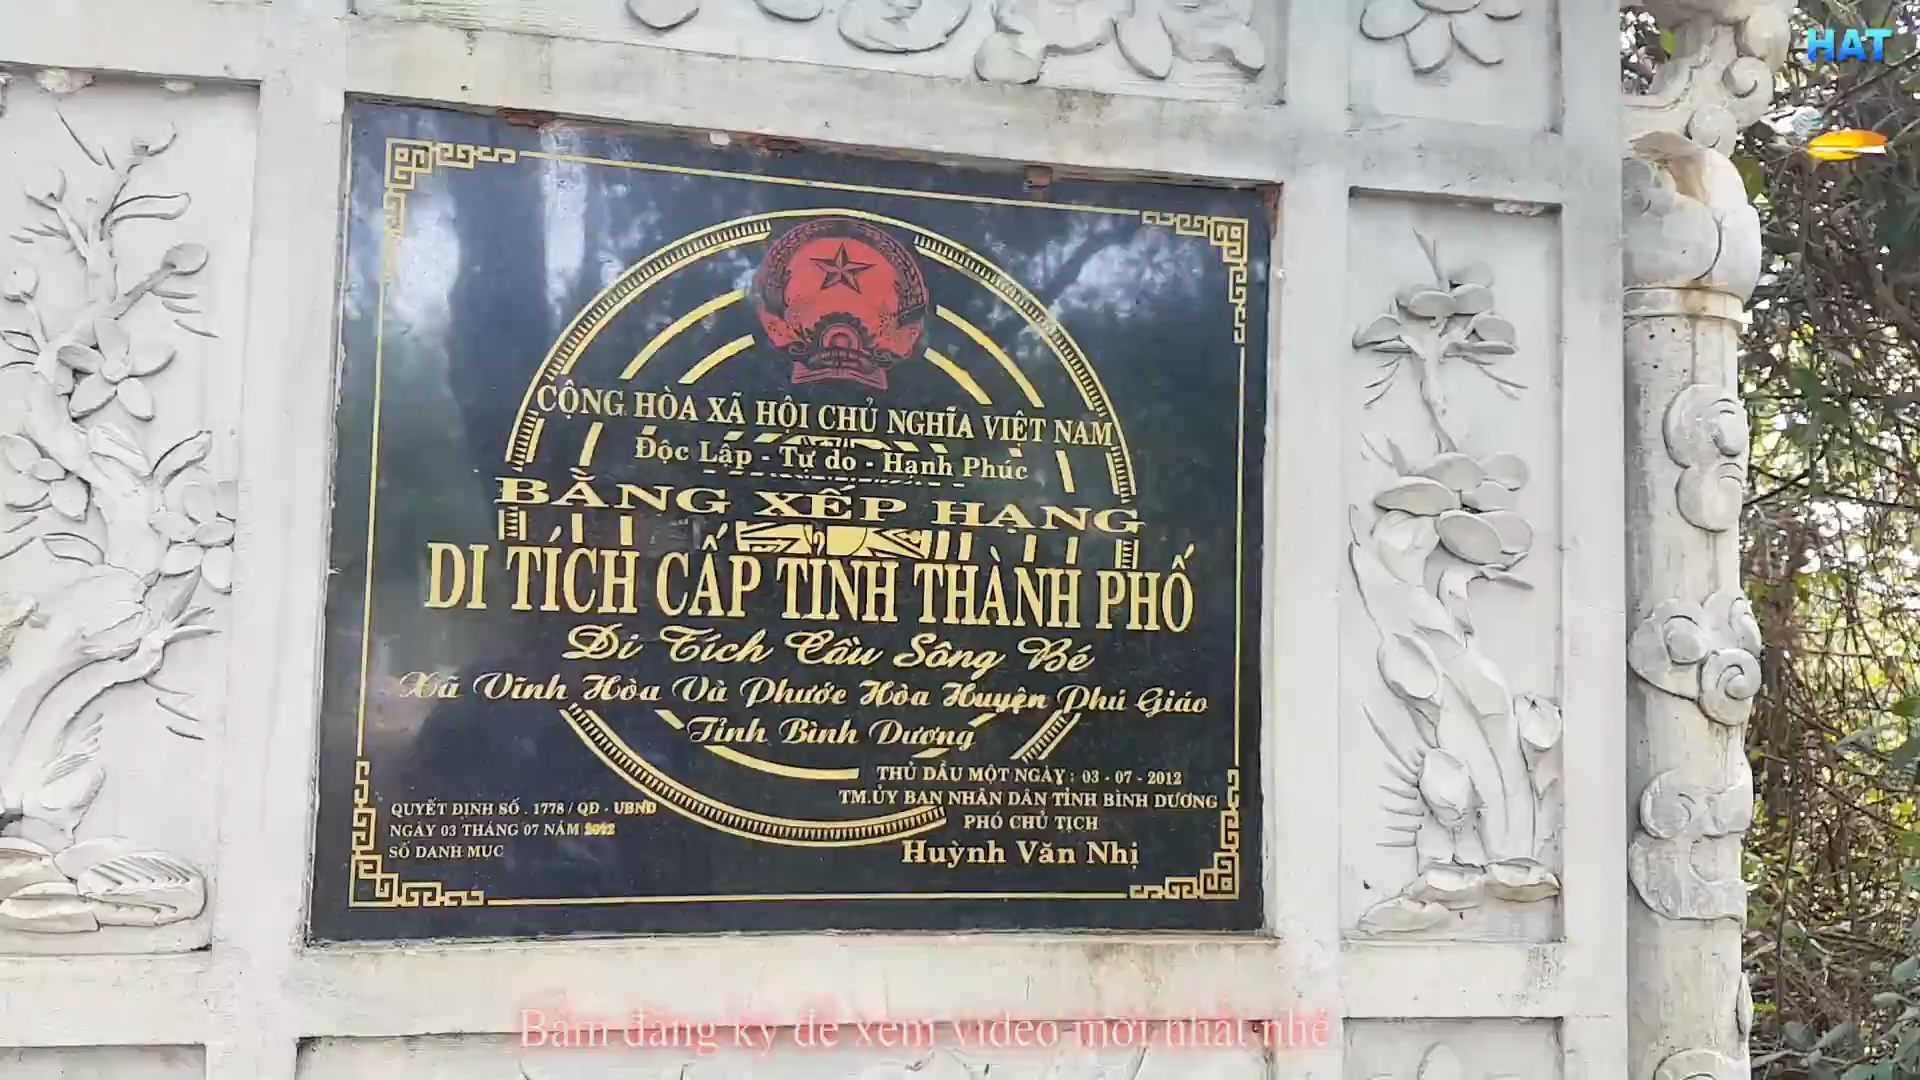 HAT
CỘNG HÒA XÃ HỘI CHỦ NGHĨA VIỆT NAM
Độc Lập - Tự do - Hạnh Phúc
BẰNG XẾP HẠNG
DI TÍCH CẤP TỈNH THÀNH PHỐ
Di Tích Cầu Sông Bé
Xã Vĩnh Hòa Và Phước Hòa Huyện Phú Giáo
Tỉnh Bình Dương
THỦ DẦU MỘT NGÀY : 03 - 07 - 2012
TM.ỦY BAN NHÂN DÂN TỈNH BÌNH DƯƠNG
PHÓ CHỦ TỊCH
Huỳnh Văn Nhị
QUYẾT ĐỊNH SỐ . 1778 / QĐ - UBND
NGÀY 03 THÁNG 07 NĂM 2012
SỐ DANH MỤC
Bấm đăng ký để xem video mới nhất nhé